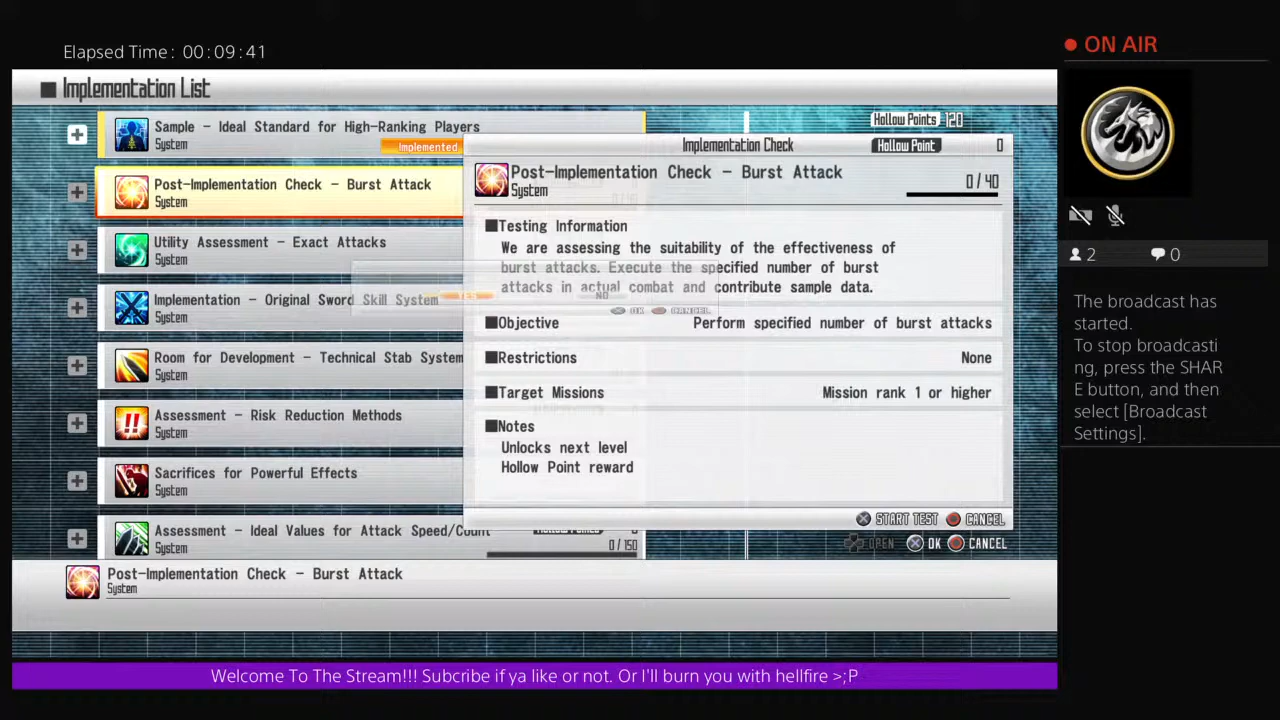 Elapsed Time: 00:09:41
ON AIR
Implementation List
Sample - Ideal Standard for High-Ranking Players
System
Implemented
Hollow Points 120
Post-Implementation Check - Burst Attack
System
Utility Assessment - Exact Attacks
System
Implementation - Original Sword Skill System
System
Room for Development - Technical Stab System
System
Assessment - Risk Reduction Methods
System
Sacrifices for Powerful Effects
System
Assessment - Ideal Values for Attack Speed/Count
System
0/150
Implementation Check
Hollow Point 0
Post-Implementation Check - Burst Attack
System
0/40
■Testing Information
We are assessing the suitability of the effectiveness of
burst attacks. Execute the specified number of burst
attacks in actual combat and contribute sample data.
YES NO
OK CANCEL
■Objective Perform specified number of burst attacks
■Restrictions None
■Target Missions Mission rank 1 or higher
■Notes
Unlocks next level
Hollow Point reward
START TEST CANCEL
OPEN OK CANCEL
Post-Implementation Check - Burst Attack
System
2 0
The broadcast has
started.
To stop broadcasti
ng, press the SHAR
E button, and then
select [Broadcast
Settings].
Welcome To The Stream!!! Subcribe if ya like or not. Or I'll burn you with hellfire >;P